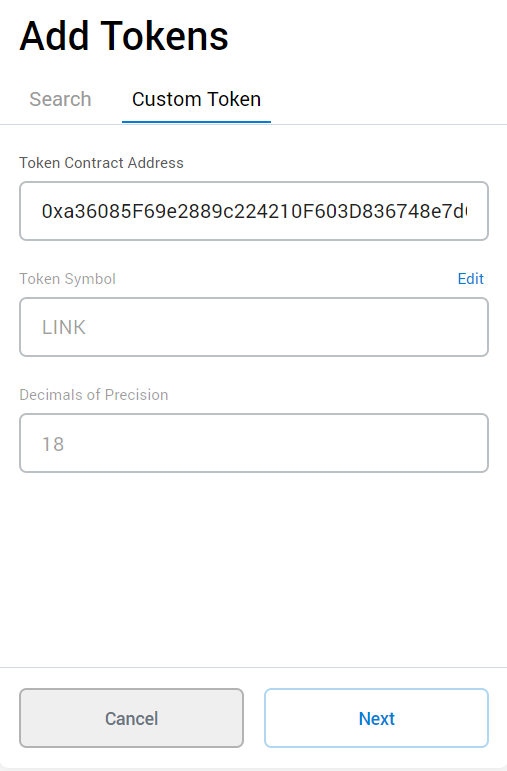 Add Tokens
Search Custom Token
Token Contract Address
0xa36085F69e2889c224210F603D836748e7d
Token Symbol Edit
LINK
Decimals of Precision
18
Cancel Next